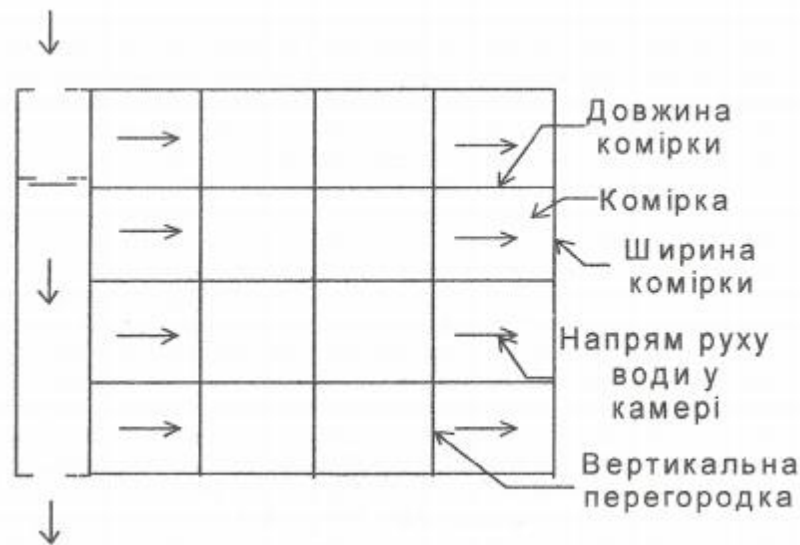 Довжина
комірки
Комірка
Ширина
комірки
Напрям руху
води у
камері
Вертикальна
перегородка